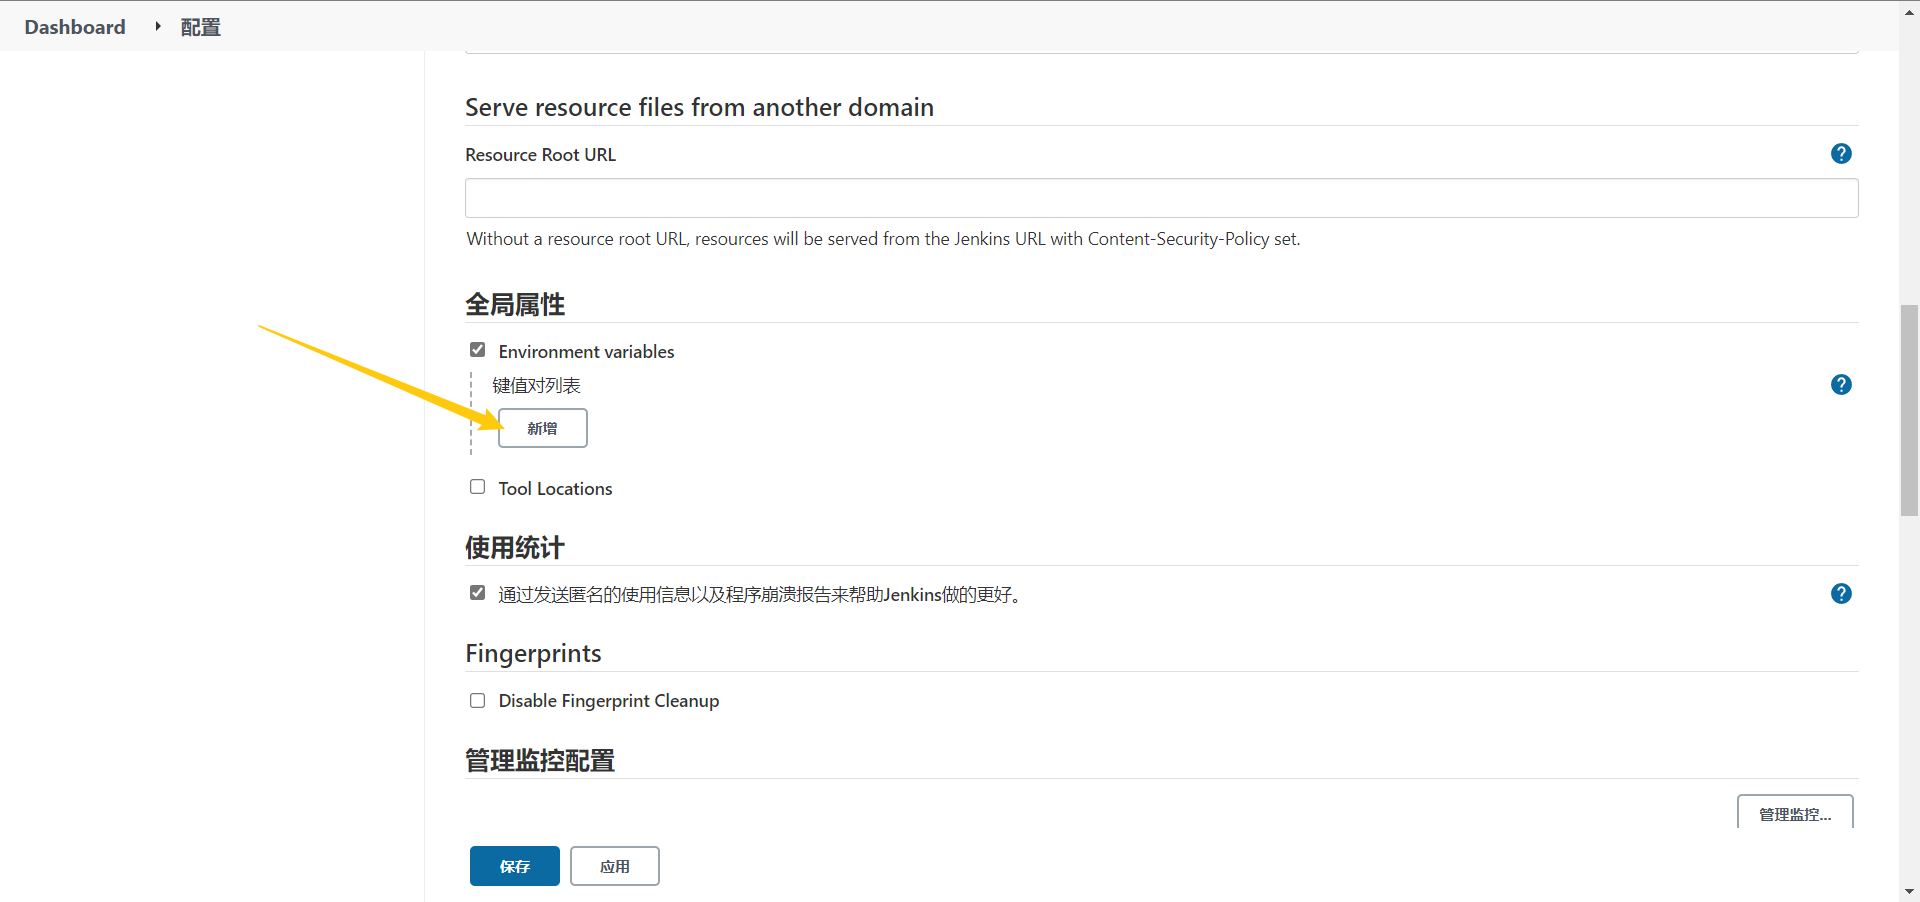 Dashboard
配置
Serve resource files from another domain
Resource Root URL
?
Without a resource root URL, resources will be served from the Jenkins URL with Content-Security-Policy set.
全局属性
Environment variables
键值对列表
?
新增
Tool Locations
使用统计
通过发送匿名的使用信息以及程序崩溃报告来帮助Jenkins做的更好。
?
Fingerprints
Disable Fingerprint Cleanup
管理监控配置
管理监控...
保存
应用